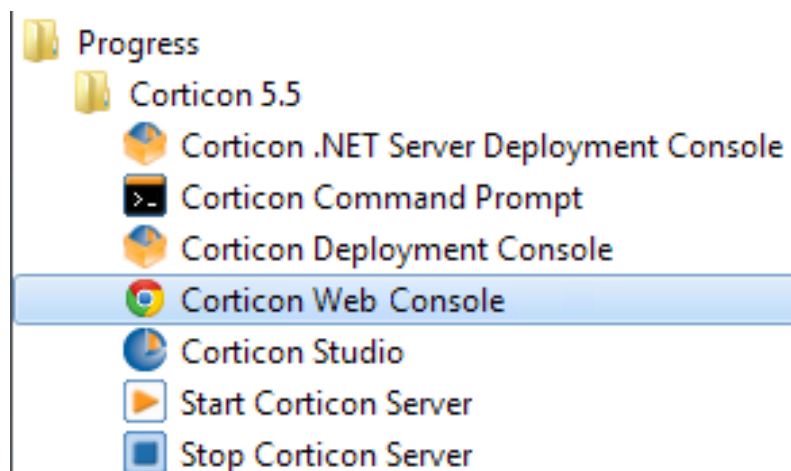 Progress
Corticon 5.5
Corticon .NET Server Deployment Console
Corticon Command Prompt
Corticon Deployment Console
Corticon Web Console
Corticon Studio
Start Corticon Server
Stop Corticon Server